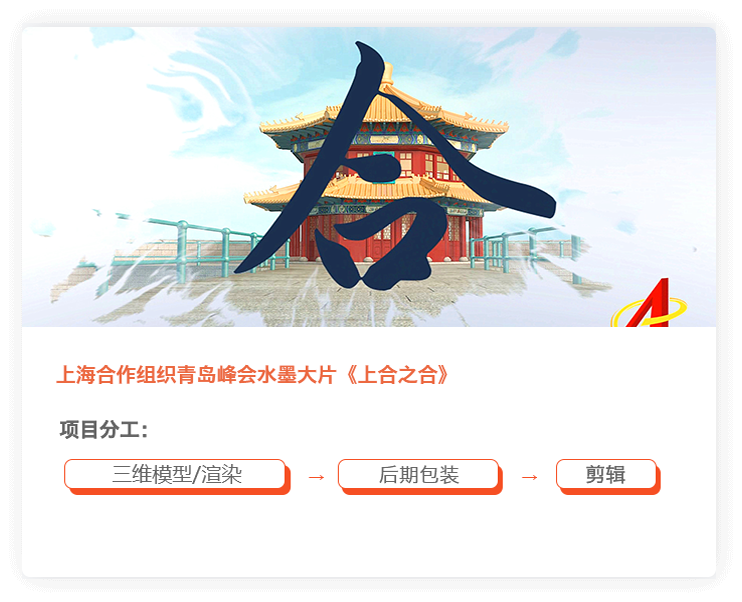 合
上海合作组织青岛峰会水墨大片《上合之合》
项目分工：
三维模型/渲染 → 后期包装 → 剪辑